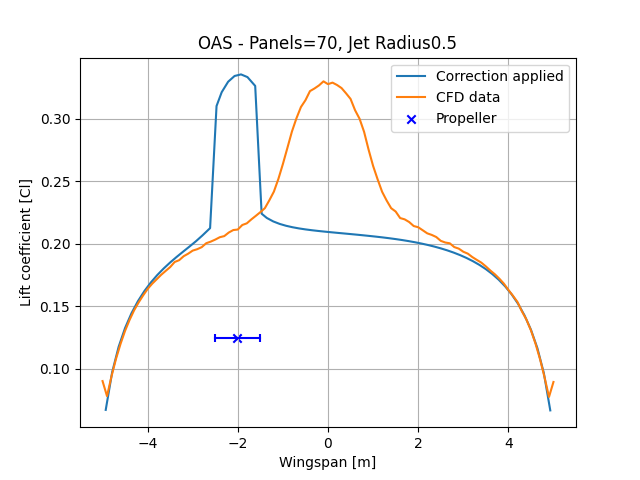 OAS - Panels=70, Jet Radius0.5
Correction applied
CFD data
Propeller
Lift coefficient [Cl]
0.30
0.25
0.20
0.15
0.10
−4
−2
0
2
4
Wingspan [m]